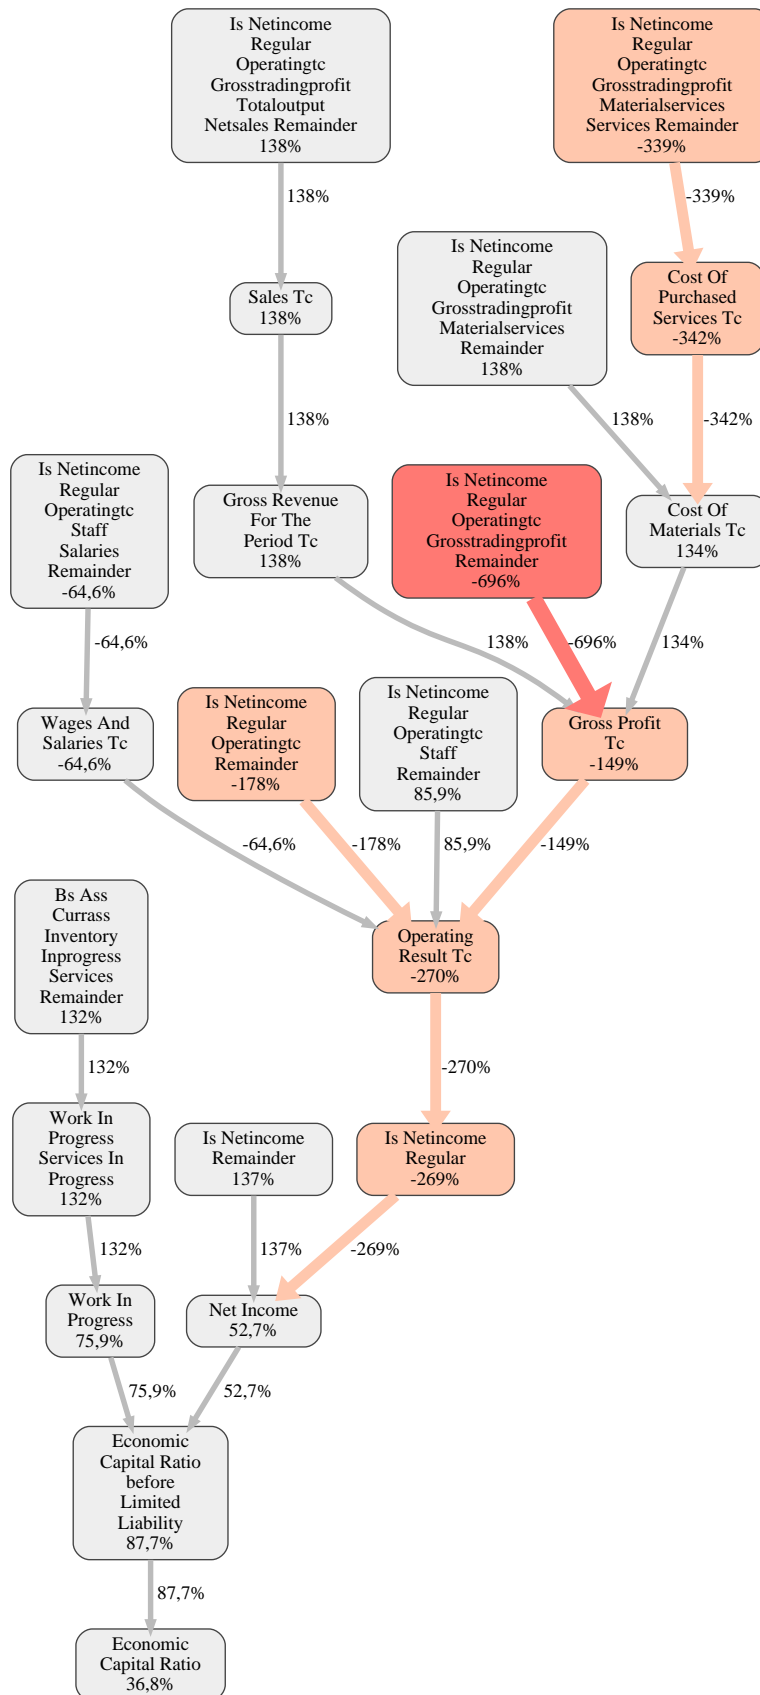 Is Netincome
Regular
Operatingtc
Grosstradingprofit
Totaloutput
Netsales Remainder
138%
Is Netincome
Regular
Operatingtc
Grosstradingprofit
Materialservices
Services Remainder
-339%
138%
-339%
Is Netincome
Regular
Operatingtc
Grosstradingprofit
Materialservices
Remainder
138%
Sales Tc
138%
Cost Of
Purchased
Services Tc
-342%
138%
138%
-342%
Is Netincome
Regular
Operatingtc
Staff
Salaries
Remainder
-64,6%
Gross Revenue
For The
Period Tc
138%
Is Netincome
Regular
Operatingtc
Grosstradingprofit
Remainder
-696%
Cost Of
Materials Tc
134%
-64,6%
138%
-696%
134%
Wages And
Salaries Tc
-64,6%
Is Netincome
Regular
Operatingtc
Remainder
-178%
Is Netincome
Regular
Operatingtc
Staff
Remainder
85,9%
Gross Profit
Tc
-149%
-64,6%
-178%
85,9%
-149%
Bs Ass
Currass
Inventory
Inprogress
Services
Remainder
132%
Operating
Result Tc
-270%
132%
-270%
Work In
Progress
Services In
Progress
132%
Is Netincome
Remainder
137%
Is Netincome
Regular
-269%
132%
137%
-269%
Work In
Progress
75,9%
Net Income
52,7%
75,9%
52,7%
Economic
Capital Ratio
before
Limited
Liability
87,7%
87,7%
Economic
Capital Ratio
36,8%